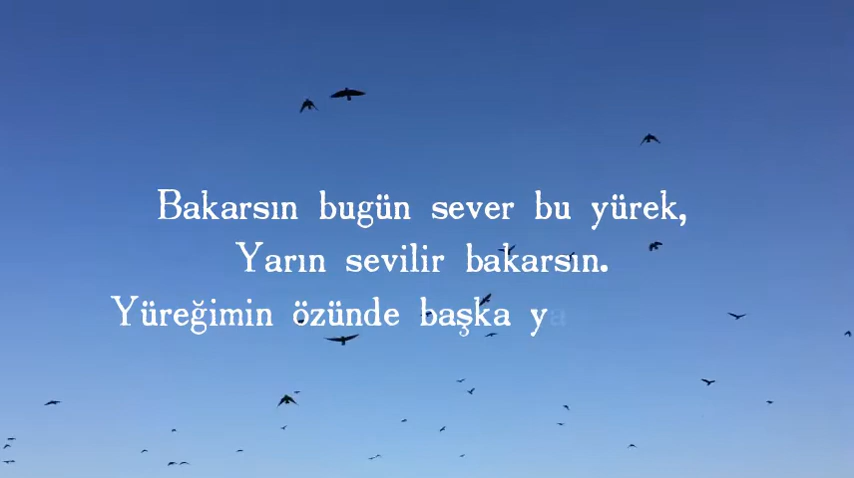 Bakarsın bugün sever bu yürek,
Yarın sevilir bakarsın.
Yüreğimin özünde başka